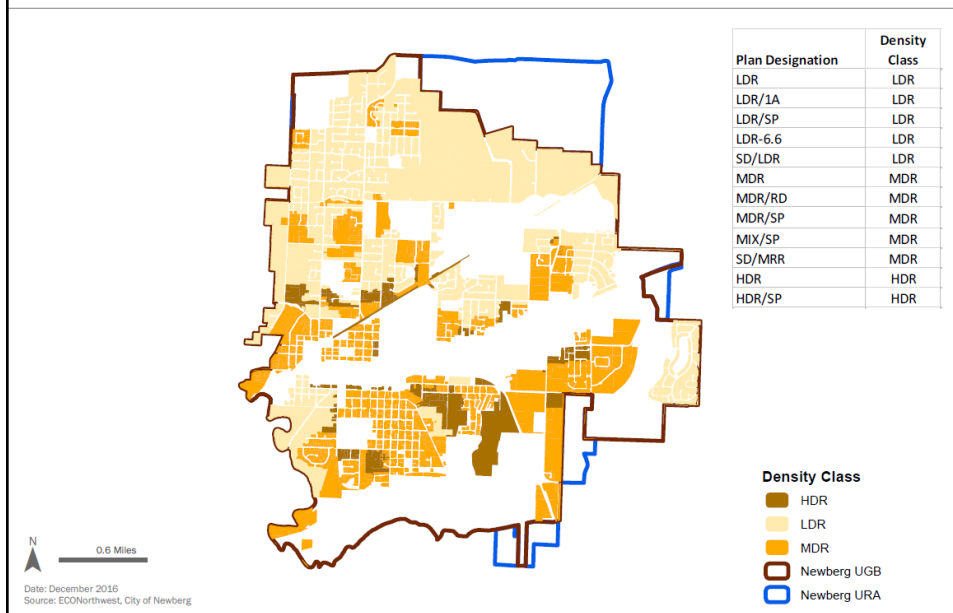 Plan Designation Density Class
LDR LDR
LDR/1A LDR
LDR/SP LDR
LDR-6.6 LDR
SD/LDR LDR
MDR MDR
MDR/RD MDR
MDR/SP MDR
MIX/SP MDR
SD/MRR MDR
HDR HDR
HDR/SP HDR
Density Class
HDR
LDR
MDR
Newberg UGB
Newberg URA
N
0.6 Miles
Date: December 2016
Source: ECONorthwest, City of Newberg